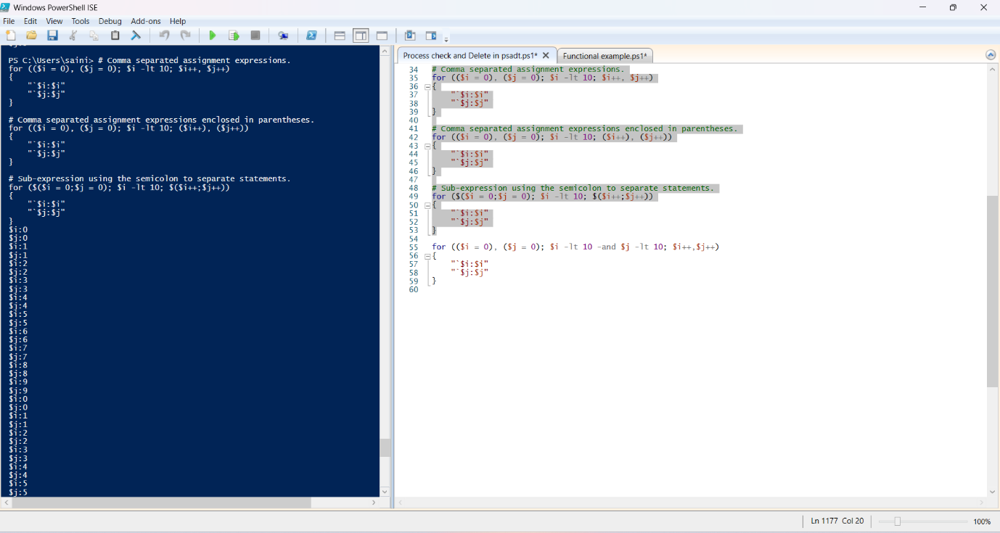 Windows PowerShell ISE
File Edit View Tools Debug Add-ons Help
PS C:\Users\saini> # Comma separated assignment expressions.
for (($i = 0), ($j = 0); $i -lt 10; $i++, $j++)
{
"`$i:$i"
"`$j:$j"
}
# Comma separated assignment expressions enclosed in parentheses.
for (($i = 0), ($j = 0); $i -lt 10; ($i++), ($j++))
{
"`$i:$i"
"`$j:$j"
}
# Sub-expression using the semicolon to separate statements.
for ($($i = 0;$j = 0); $i -lt 10; $($i++;$j++))
{
"`$i:$i"
"`$j:$j"
}
$i:0
$j:0
$i:1
$j:1
$i:2
$j:2
$i:3
$j:3
$i:4
$j:4
$i:5
$j:5
$i:6
$j:6
$i:7
$j:7
$i:8
$j:8
$i:9
$j:9
$i:0
$j:0
$i:1
$j:1
$i:2
$j:2
$i:3
$j:3
$i:4
$j:4
$i:5
$j:5
Process check and Delete in psadt.ps1* Functional example.ps1*
34 # Comma separated assignment expressions.
35 for (($i = 0), ($j = 0); $i -lt 10; $i++, $j++)
36 {
37 "`$i:$i"
38 "`$j:$j"
39 }
40
41 # Comma separated assignment expressions enclosed in parentheses.
42 for (($i = 0), ($j = 0); $i -lt 10; ($i++), ($j++))
43 {
44 "`$i:$i"
45 "`$j:$j"
46 }
47
48 # Sub-expression using the semicolon to separate statements.
49 for ($($i = 0;$j = 0); $i -lt 10; $($i++;$j++))
50 {
51 "`$i:$i"
52 "`$j:$j"
53 }
54
55 for (($i = 0), ($j = 0); $i -lt 10 -and $j -lt 10; $i++,$j++)
56 {
57 "`$i:$i"
58 "`$j:$j"
59 }
60
Ln 1177 Col 20 100%